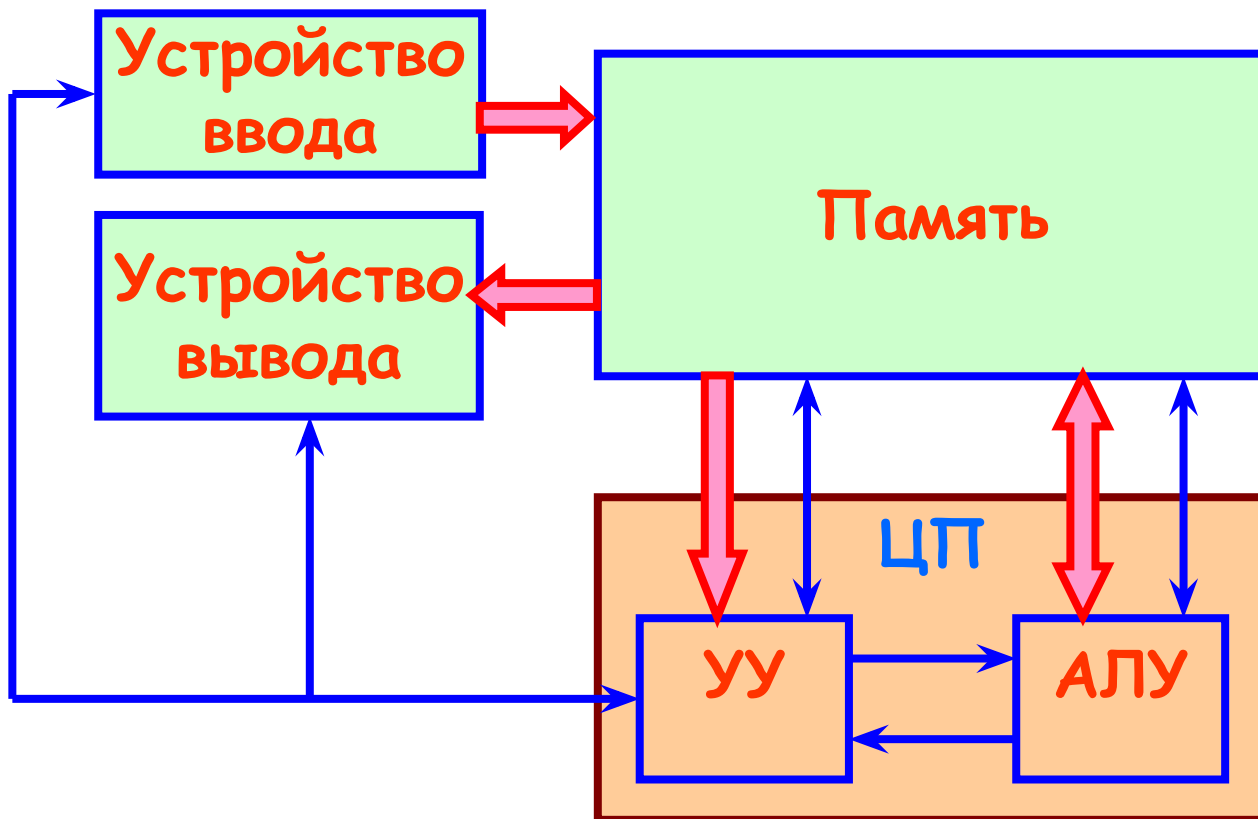 Устройство
ввода
Память
Устройство
вывода
ЦП
УУ
АЛУ